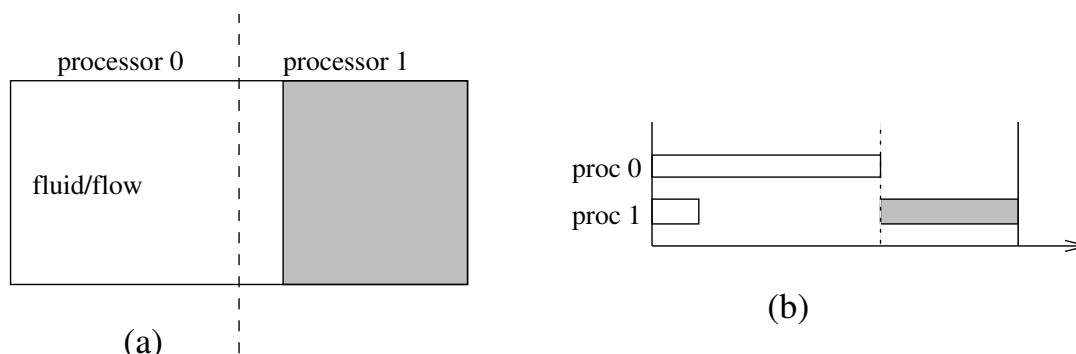 processor 0
processor 1
fluid/flow
(a)
proc 0
proc 1
(b)